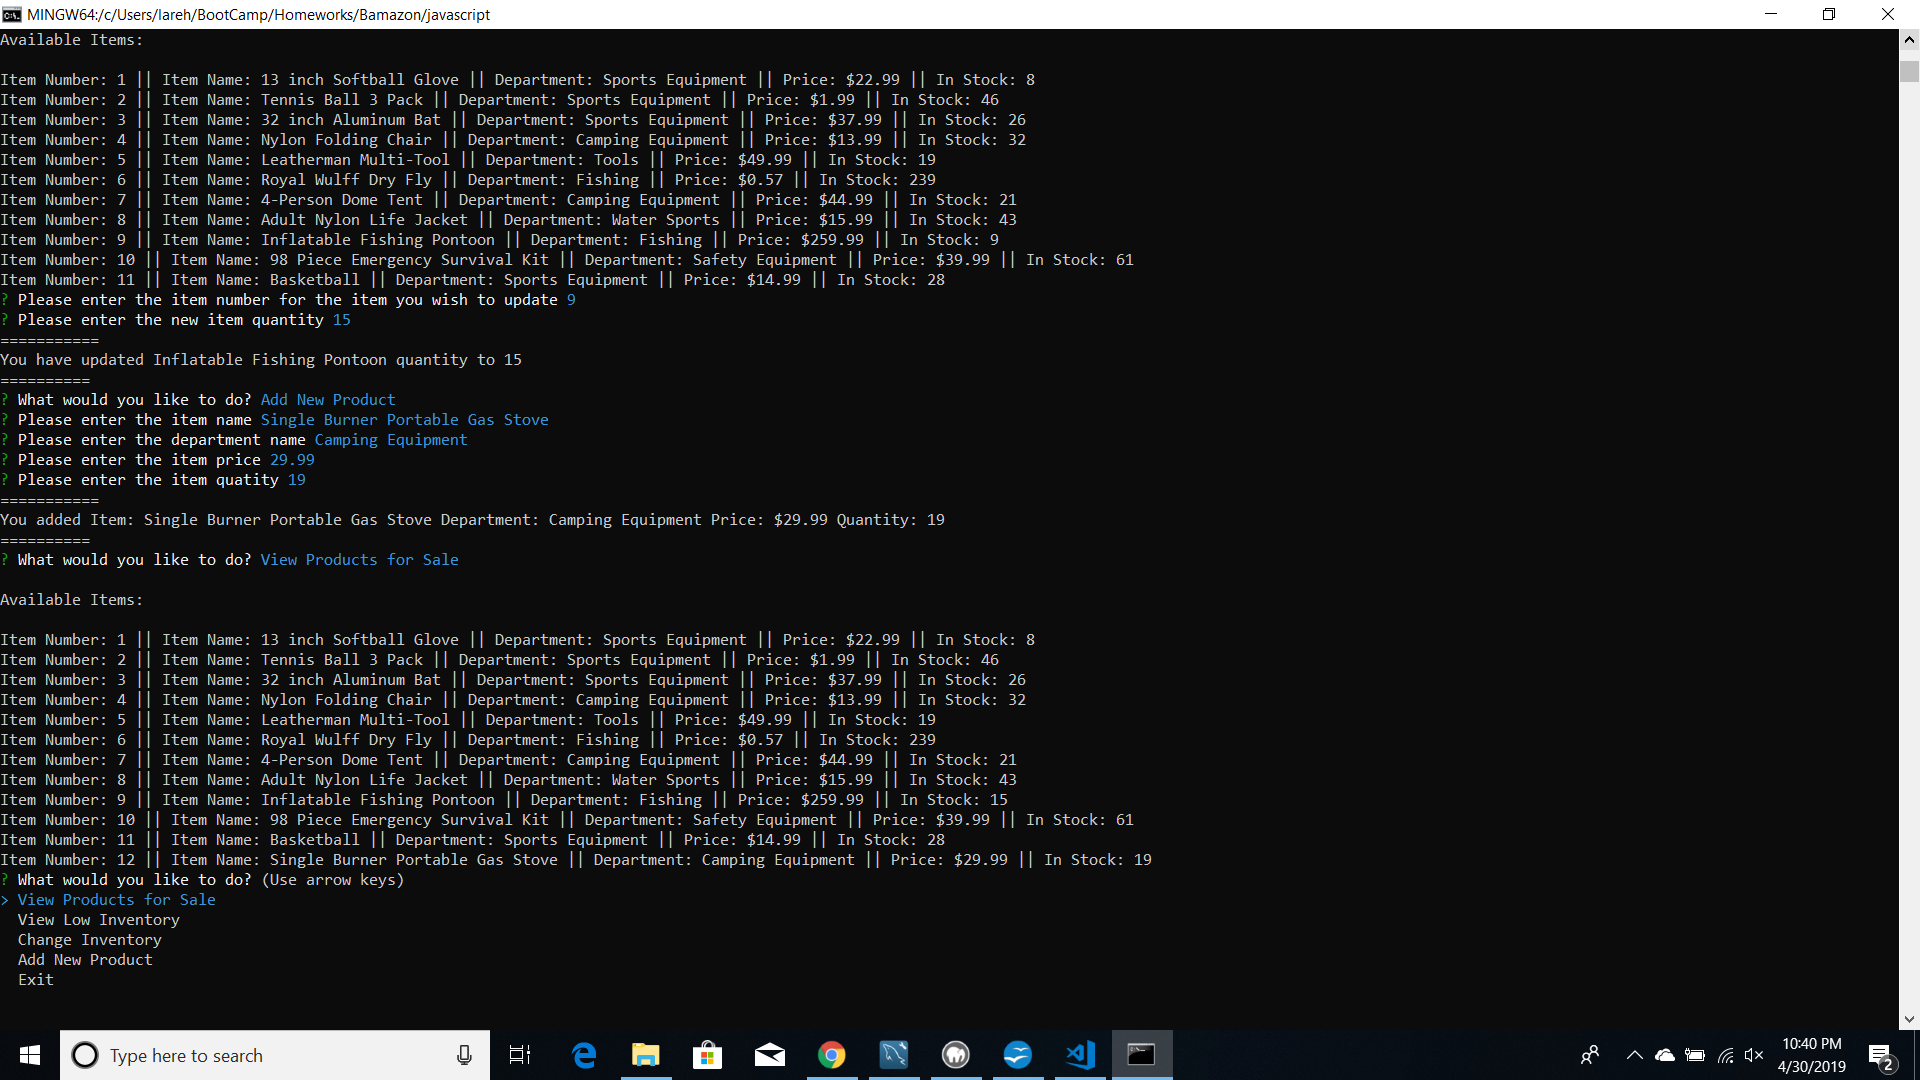 MINGW64:/c/Users/lareh/BootCamp/Homeworks/Bamazon/javascript
Available Items:
Item Number: 1 || Item Name: 13 inch Softball Glove || Department: Sports Equipment || Price: $22.99 || In Stock: 8
Item Number: 2 || Item Name: Tennis Ball 3 Pack || Department: Sports Equipment || Price: $1.99 || In Stock: 46
Item Number: 3 || Item Name: 32 inch Aluminum Bat || Department: Sports Equipment || Price: $37.99 || In Stock: 26
Item Number: 4 || Item Name: Nylon Folding Chair || Department: Camping Equipment || Price: $13.99 || In Stock: 32
Item Number: 5 || Item Name: Leatherman Multi-Tool || Department: Tools || Price: $49.99 || In Stock: 19
Item Number: 6 || Item Name: Royal Wulff Dry Fly || Department: Fishing || Price: $0.57 || In Stock: 239
Item Number: 7 || Item Name: 4-Person Dome Tent || Department: Camping Equipment || Price: $44.99 || In Stock: 21
Item Number: 8 || Item Name: Adult Nylon Life Jacket || Department: Water Sports || Price: $15.99 || In Stock: 43
Item Number: 9 || Item Name: Inflatable Fishing Pontoon || Department: Fishing || Price: $259.99 || In Stock: 9
Item Number: 10 || Item Name: 98 Piece Emergency Survival Kit || Department: Safety Equipment || Price: $39.99 || In Stock: 61
Item Number: 11 || Item Name: Basketball || Department: Sports Equipment || Price: $14.99 || In Stock: 28
? Please enter the item number for the item you wish to update 9
? Please enter the new item quantity 15
===========
You have updated Inflatable Fishing Pontoon quantity to 15
==========
? What would you like to do? Add New Product
? Please enter the item name Single Burner Portable Gas Stove
? Please enter the department name Camping Equipment
? Please enter the item price 29.99
? Please enter the item quatity 19
===========
You added Item: Single Burner Portable Gas Stove Department: Camping Equipment Price: $29.99 Quantity: 19
==========
? What would you like to do? View Products for Sale
Available Items:
Item Number: 1 || Item Name: 13 inch Softball Glove || Department: Sports Equipment || Price: $22.99 || In Stock: 8
Item Number: 2 || Item Name: Tennis Ball 3 Pack || Department: Sports Equipment || Price: $1.99 || In Stock: 46
Item Number: 3 || Item Name: 32 inch Aluminum Bat || Department: Sports Equipment || Price: $37.99 || In Stock: 26
Item Number: 4 || Item Name: Nylon Folding Chair || Department: Camping Equipment || Price: $13.99 || In Stock: 32
Item Number: 5 || Item Name: Leatherman Multi-Tool || Department: Tools || Price: $49.99 || In Stock: 19
Item Number: 6 || Item Name: Royal Wulff Dry Fly || Department: Fishing || Price: $0.57 || In Stock: 239
Item Number: 7 || Item Name: 4-Person Dome Tent || Department: Camping Equipment || Price: $44.99 || In Stock: 21
Item Number: 8 || Item Name: Adult Nylon Life Jacket || Department: Water Sports || Price: $15.99 || In Stock: 43
Item Number: 9 || Item Name: Inflatable Fishing Pontoon || Department: Fishing || Price: $259.99 || In Stock: 15
Item Number: 10 || Item Name: 98 Piece Emergency Survival Kit || Department: Safety Equipment || Price: $39.99 || In Stock: 61
Item Number: 11 || Item Name: Basketball || Department: Sports Equipment || Price: $14.99 || In Stock: 28
Item Number: 12 || Item Name: Single Burner Portable Gas Stove || Department: Camping Equipment || Price: $29.99 || In Stock: 19
? What would you like to do? (Use arrow keys)
> View Products for Sale
View Low Inventory
Change Inventory
Add New Product
Exit
Type here to search
10:40 PM
4/30/2019
2